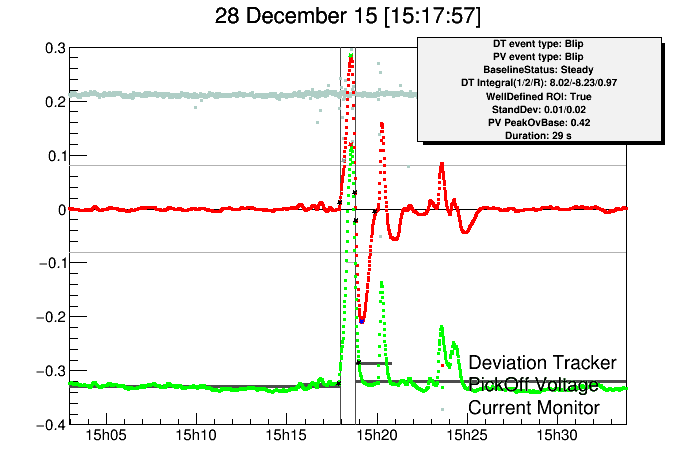 28 December 15 [15:17:57]
DT event type: Blip
PV event type: Blip
BaselineStatus: Steady
DT Integral(1/2/R): 8.02/-8.23/0.97
WellDefined ROI: True
StandDev: 0.01/0.02
PV PeakOvBase: 0.42
Duration: 29 s
0.3
0.2
0.1
0
−0.1
−0.2
−0.3
−0.4
Deviation Tracker
PickOff Voltage
Current Monitor
15h05 15h10 15h15 15h20 15h25 15h30